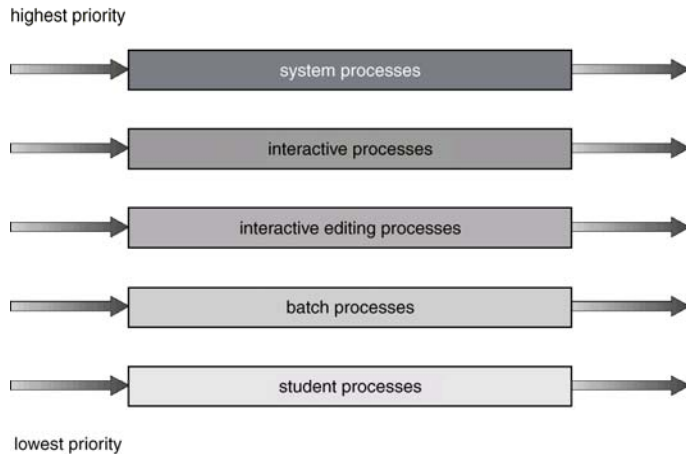 highest priority
system processes
interactive processes
interactive editing processes
batch processes
student processes
lowest priority